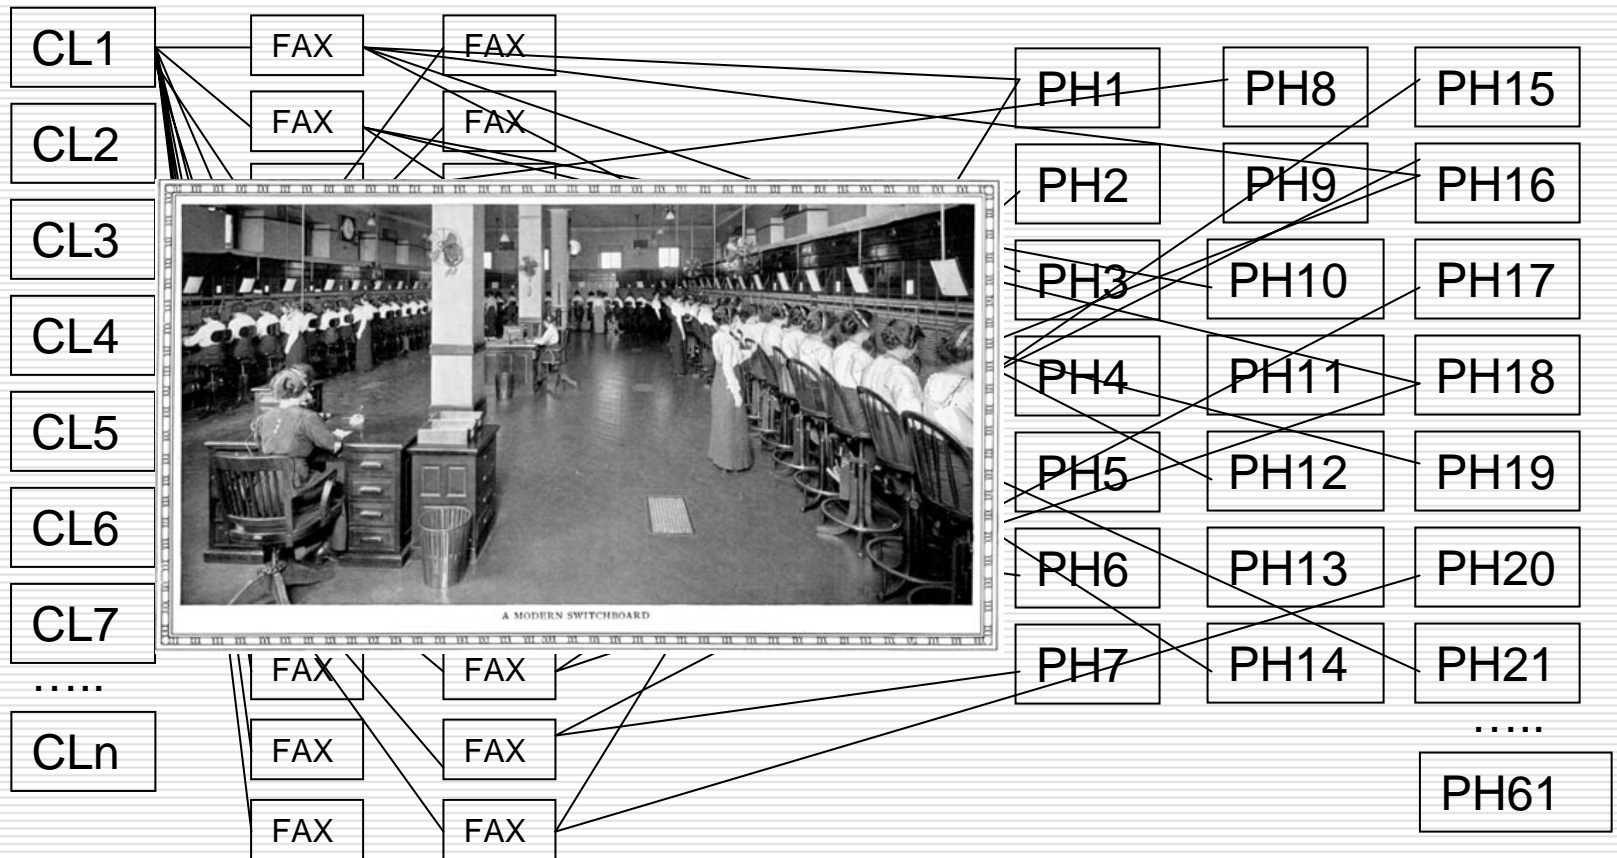 CL1
CL2
CL3
CL4
CL5
CL6
CL7
.....
CLn
FAX
FAX
FAX
FAX
FAX
FAX
FAX
FAX
FAX
FAX
A MODERN SWITCHBOARD
PH1
PH2
PH3
PH4
PH5
PH6
PH7
PH8
PH9
PH10
PH11
PH12
PH13
PH14
PH15
PH16
PH17
PH18
PH19
PH20
PH21
.....
PH61